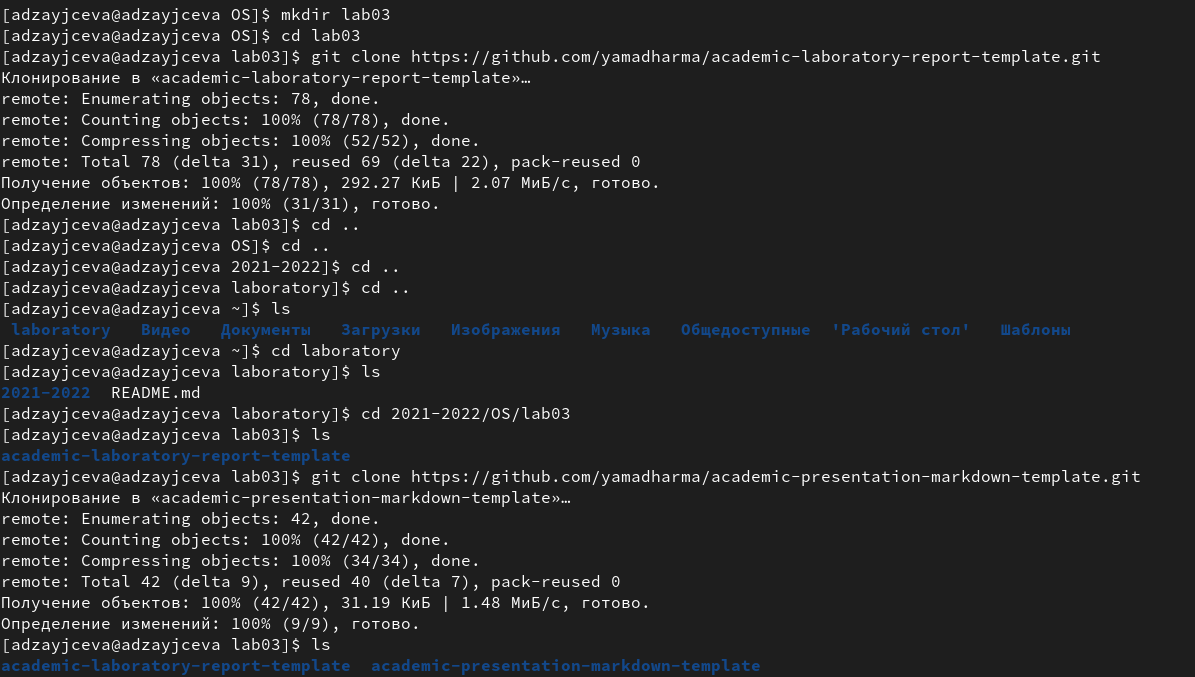 [adzayjceva@adzayjceva OS]$ mkdir lab03
[adzayjceva@adzayjceva OS]$ cd lab03
[adzayjceva@adzayjceva lab03]$ git clone https://github.com/yamadharma/academic-laboratory-report-template.git
Клонирование в «academic-laboratory-report-template»…
remote: Enumerating objects: 78, done.
remote: Counting objects: 100% (78/78), done.
remote: Compressing objects: 100% (52/52), done.
remote: Total 78 (delta 31), reused 69 (delta 22), pack-reused 0
Получение объектов: 100% (78/78), 292.27 КиБ | 2.07 МиБ/с, готово.
Определение изменений: 100% (31/31), готово.
[adzayjceva@adzayjceva lab03]$ cd ..
[adzayjceva@adzayjceva OS]$ cd ..
[adzayjceva@adzayjceva 2021-2022]$ cd ..
[adzayjceva@adzayjceva laboratory]$ cd ..
[adzayjceva@adzayjceva ~]$ ls
laboratory   Видео   Документы   Загрузки   Изображения   Музыка   Общедоступные  'Рабочий стол'   Шаблоны
[adzayjceva@adzayjceva ~]$ cd laboratory
[adzayjceva@adzayjceva laboratory]$ ls
2021-2022  README.md
[adzayjceva@adzayjceva laboratory]$ cd 2021-2022/OS/lab03
[adzayjceva@adzayjceva lab03]$ ls
academic-laboratory-report-template
[adzayjceva@adzayjceva lab03]$ git clone https://github.com/yamadharma/academic-presentation-markdown-template.git
Клонирование в «academic-presentation-markdown-template»…
remote: Enumerating objects: 42, done.
remote: Counting objects: 100% (42/42), done.
remote: Compressing objects: 100% (34/34), done.
remote: Total 42 (delta 9), reused 40 (delta 7), pack-reused 0
Получение объектов: 100% (42/42), 31.19 КиБ | 1.48 МиБ/с, готово.
Определение изменений: 100% (9/9), готово.
[adzayjceva@adzayjceva lab03]$ ls
academic-laboratory-report-template  academic-presentation-markdown-template